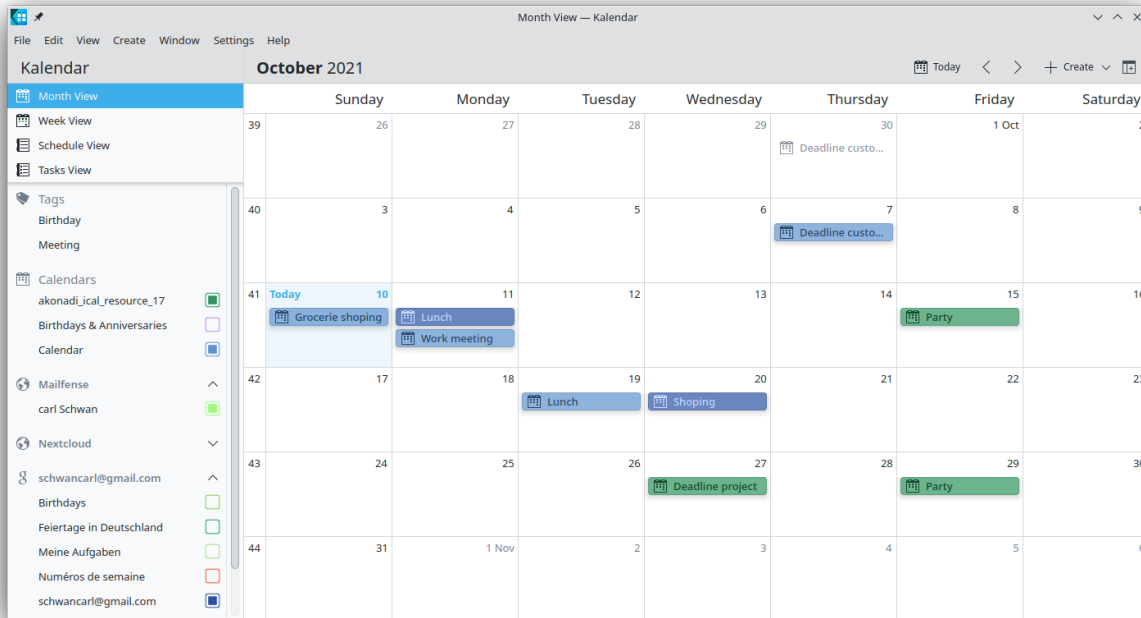 Month View — Kalendar
File Edit View Create Window Settings Help
Kalendar
October 2021
Today
Create
Month View
Week View
Schedule View
Tasks View
Tags
Birthday
Meeting
Calendars
akonadi_ical_resource_17
Birthdays & Anniversaries
Calendar
Mailfense
carl Schwan
Nextcloud
schwancarl@gmail.com
Birthdays
Feiertage in Deutschland
Meine Aufgaben
Numéros de semaine
schwancarl@gmail.com
Sunday Monday Tuesday Wednesday Thursday Friday Saturday
39 26 27 28 29 30 1 Oct
Deadline custo...
40 3 4 5 6 7 8
Deadline custo...
41 Today 10 11 12 13 14 15
Grocerie shoping Lunch Party
Work meeting
42 17 18 19 20 21 22
Lunch Shoping
43 24 25 26 27 28 29
Deadline project Party
44 31 1 Nov 2 3 4 5